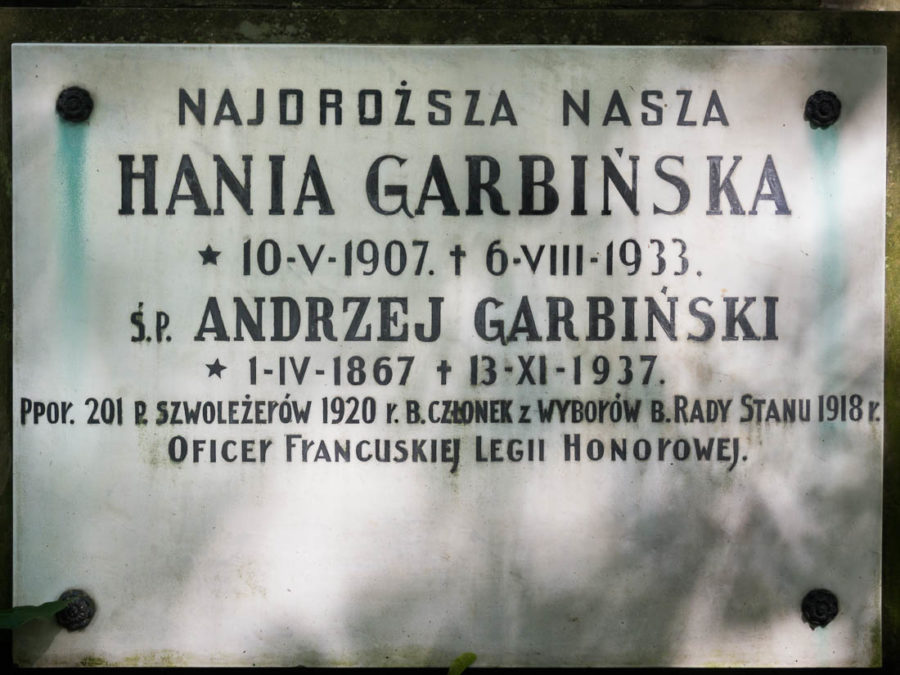 NAJDROŻSZA NASZA
HANIA GARBIŃSKA
★ 10-V-1907. † 6-VIII-1933.
Ś.P. ANDRZEJ GARBIŃSKI
★ 1-IV-1867 † 13-XI-1937.
PPOR. 201 P. SZWOLEŻERÓW 1920 R. B. CZŁONEK Z WYBORÓW B. RADY STANU 1918 R.
OFICER FRANCUSKIEJ LEGII HONOROWEJ.